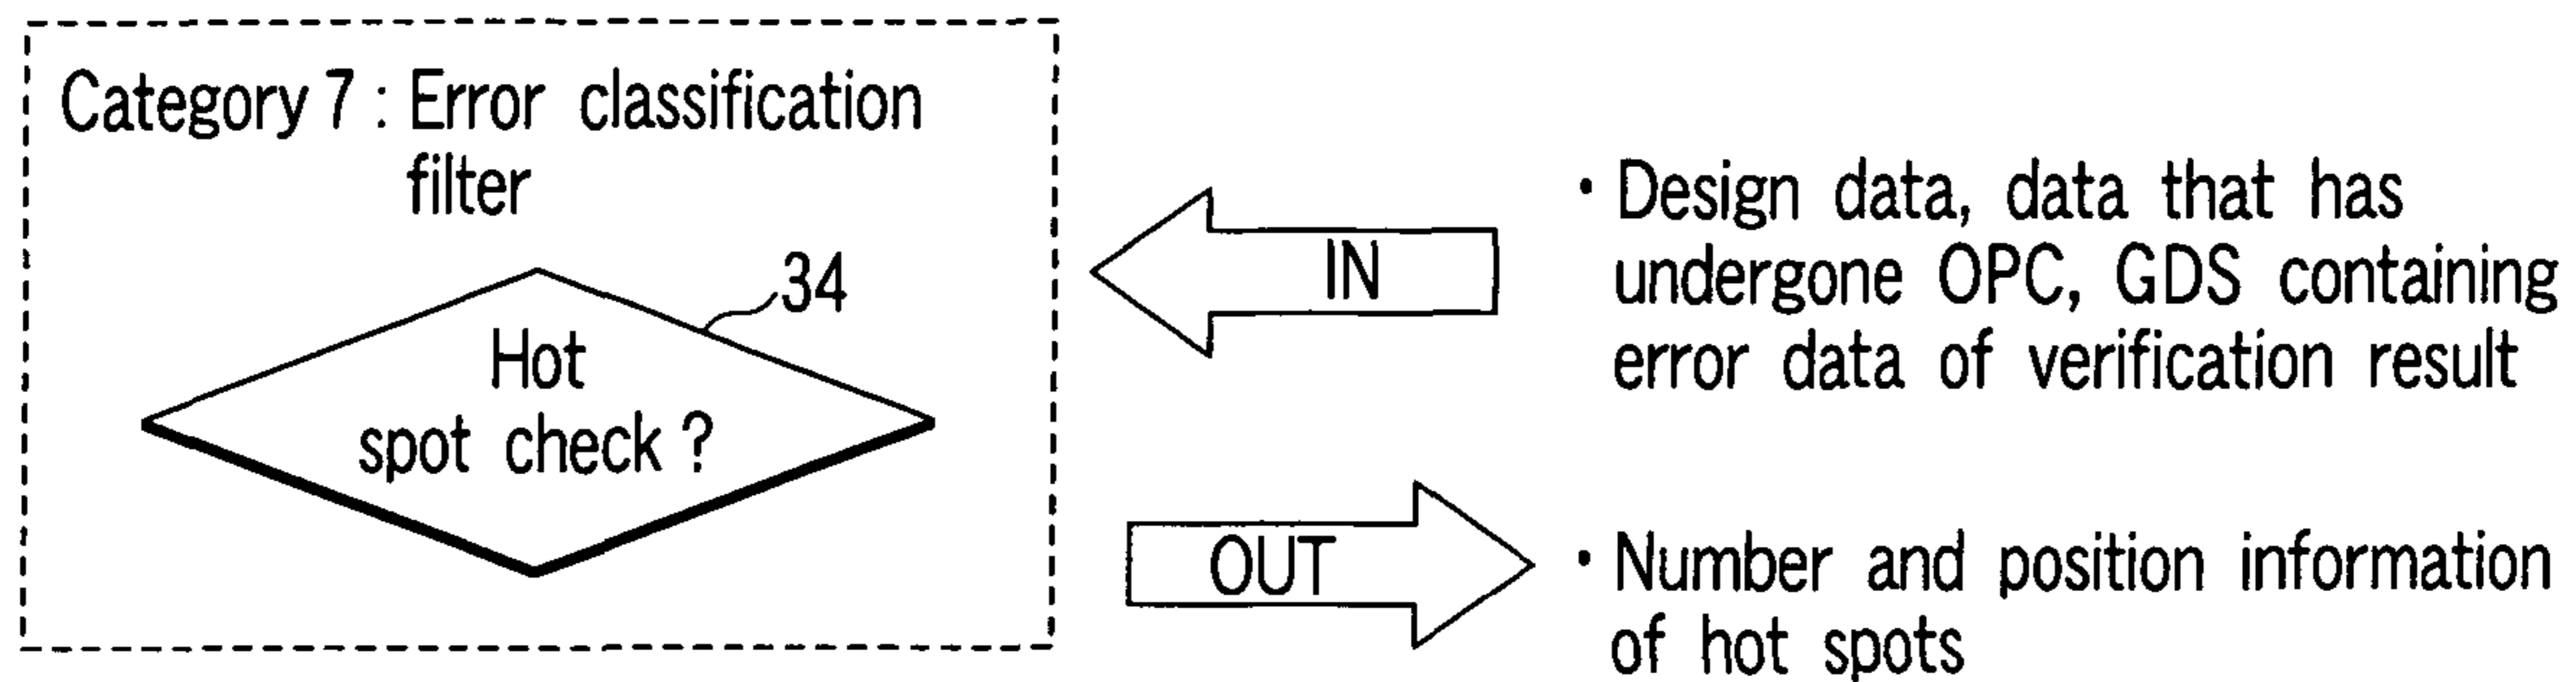 Category 7 : Error classification
filter
34
Hot
spot check ?
IN
・Design data, data that has
undergone OPC, GDS containing
error data of verification result
OUT
・Number and position information
of hot spots